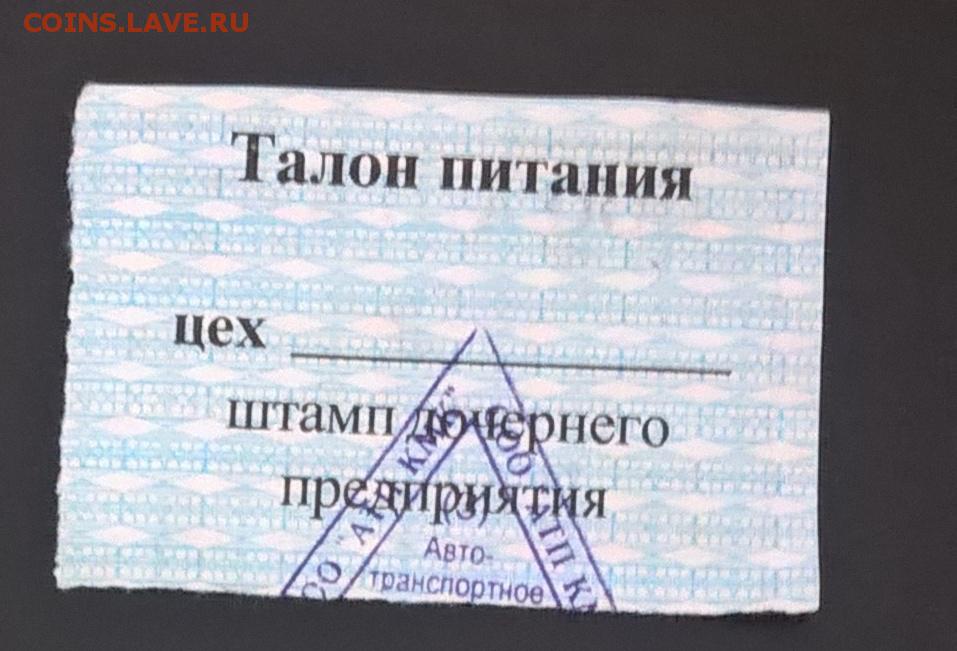 COINS.LAVE.RU
Талон питания
цех
штамп дочернего
предприятия
Авто-
транспортное